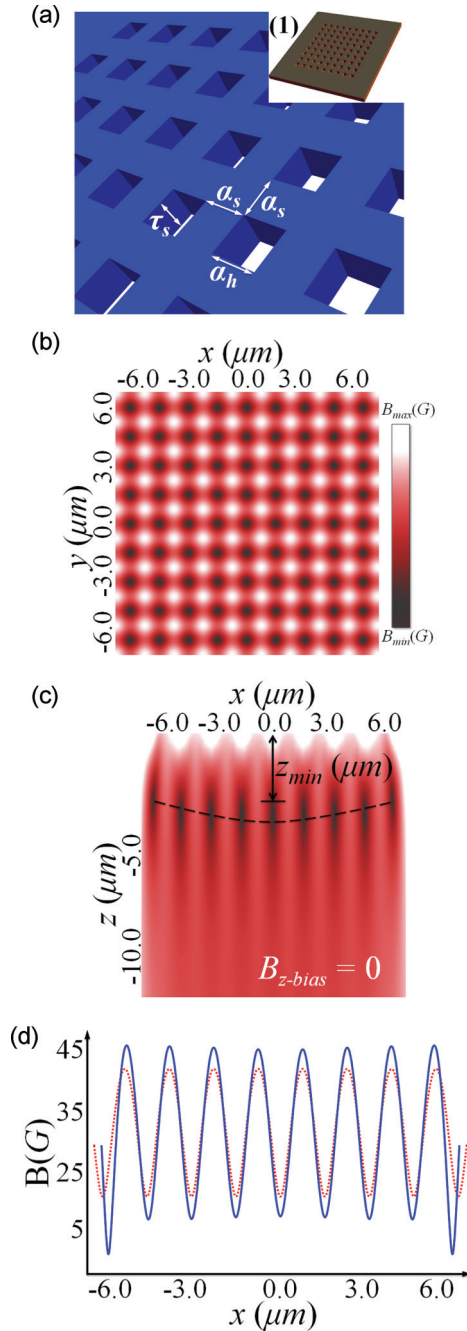 (a)
(1)
αs
αs
τs
αh
(b)
x (μm)
-6.0 -3.0 0.0 3.0 6.0
Bmax(G)
y (μm)
6.0
3.0
0.0
-3.0
-6.0
Bmin(G)
(c)
x (μm)
-6.0 -3.0 0.0 3.0 6.0
zmin (μm)
z (μm)
-5.0
-10.0
Bz-bias = 0
(d)
B(G)
45
35
25
5
-6.0 -3.0 0.0 3.0 6.0
x (μm)